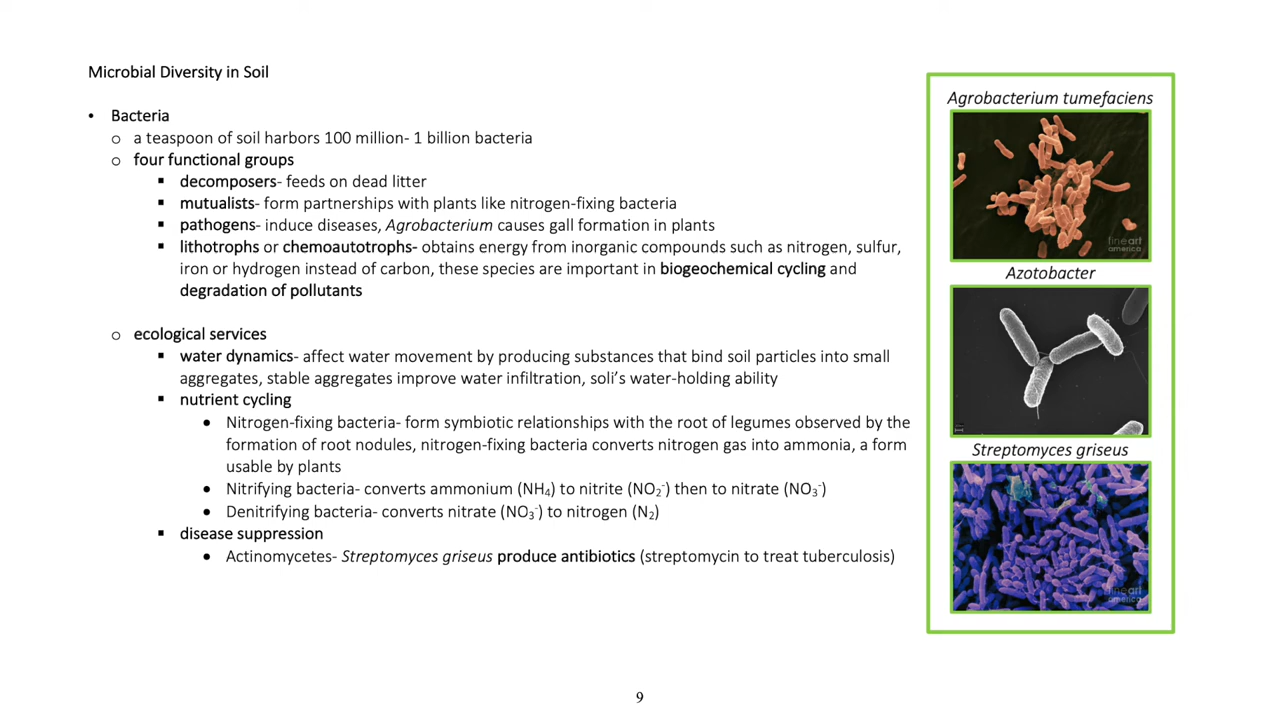 Microbial Diversity in Soil
• Bacteria
o a teaspoon of soil harbors 100 million- 1 billion bacteria
o four functional groups
▪ decomposers- feeds on dead litter
▪ mutualists- form partnerships with plants like nitrogen-fixing bacteria
▪ pathogens- induce diseases, Agrobacterium causes gall formation in plants
▪ lithotrophs or chemoautotrophs- obtains energy from inorganic compounds such as nitrogen, sulfur,
iron or hydrogen instead of carbon, these species are important in biogeochemical cycling and
degradation of pollutants
o ecological services
▪ water dynamics- affect water movement by producing substances that bind soil particles into small
aggregates, stable aggregates improve water infiltration, soli's water-holding ability
▪ nutrient cycling
• Nitrogen-fixing bacteria- form symbiotic relationships with the root of legumes observed by the
formation of root nodules, nitrogen-fixing bacteria converts nitrogen gas into ammonia, a form
usable by plants
• Nitrifying bacteria- converts ammonium (NH₄) to nitrite (NO₂⁻) then to nitrate (NO₃⁻)
• Denitrifying bacteria- converts nitrate (NO₃⁻) to nitrogen (N₂)
▪ disease suppression
• Actinomycetes- Streptomyces griseus produce antibiotics (streptomycin to treat tuberculosis)
Agrobacterium tumefaciens
fineart
america
Azotobacter
Streptomyces griseus
fineart
america
9